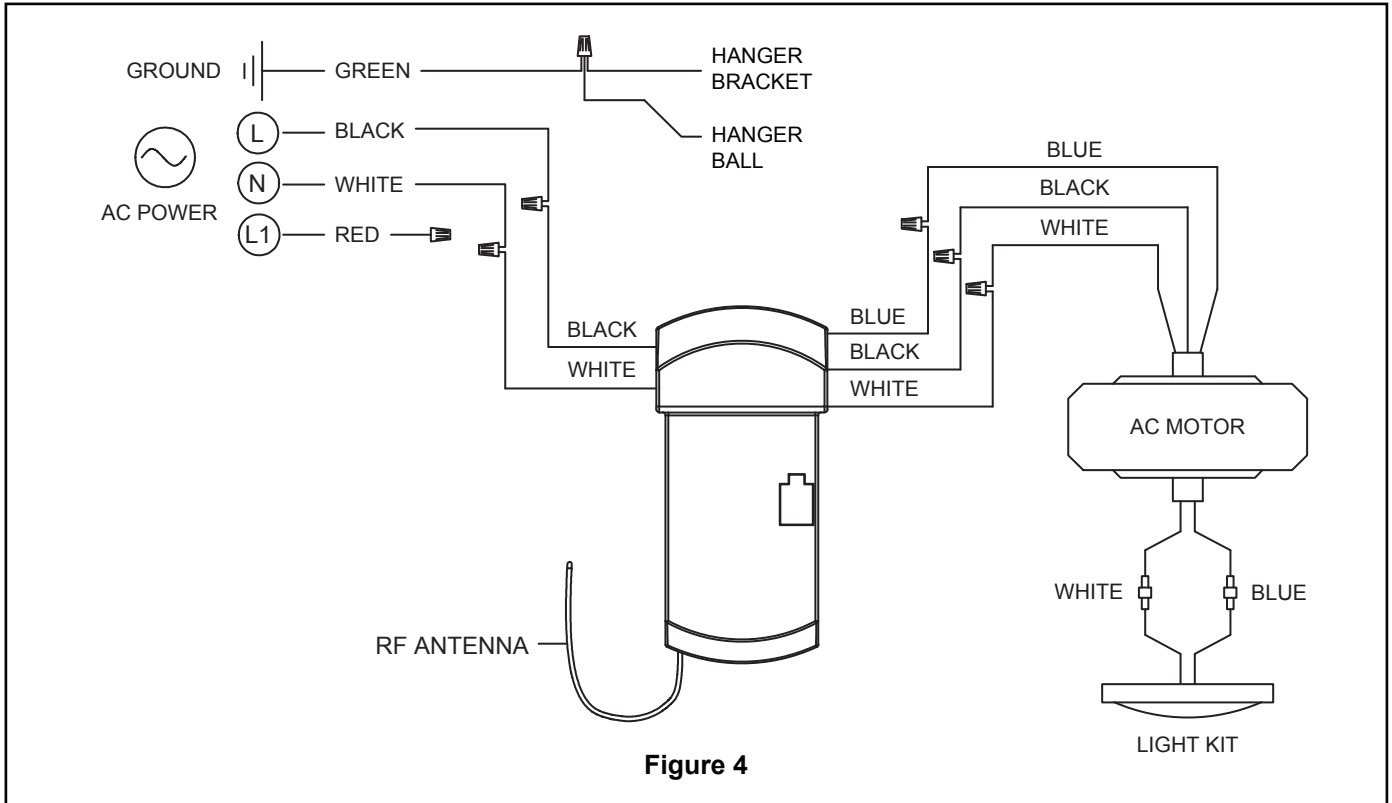 GROUND
GREEN
HANGER
BRACKET
HANGER
BALL
L
BLACK
N
WHITE
AC POWER
L1
RED
BLUE
BLACK
WHITE
BLACK
WHITE
BLUE
BLACK
WHITE
AC MOTOR
WHITE
BLUE
RF ANTENNA
LIGHT KIT
Figure 4